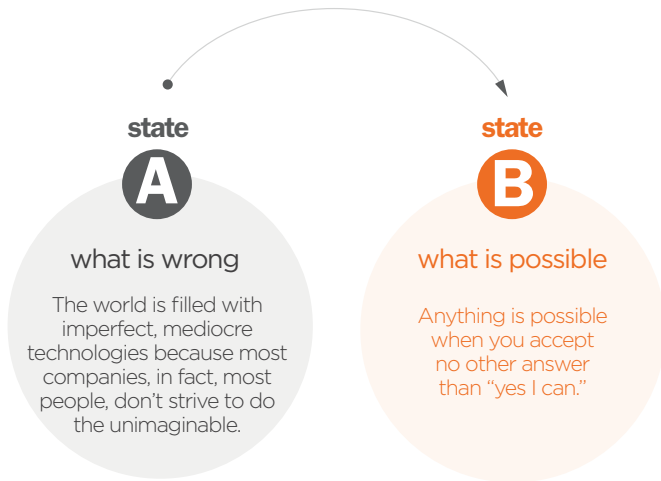 state
A
what is wrong
The world is filled with
imperfect, mediocre
technologies because most
companies, in fact, most
people, don’t strive to do
the unimaginable.
state
B
what is possible
Anything is possible
when you accept
no other answer
than “yes I can.”